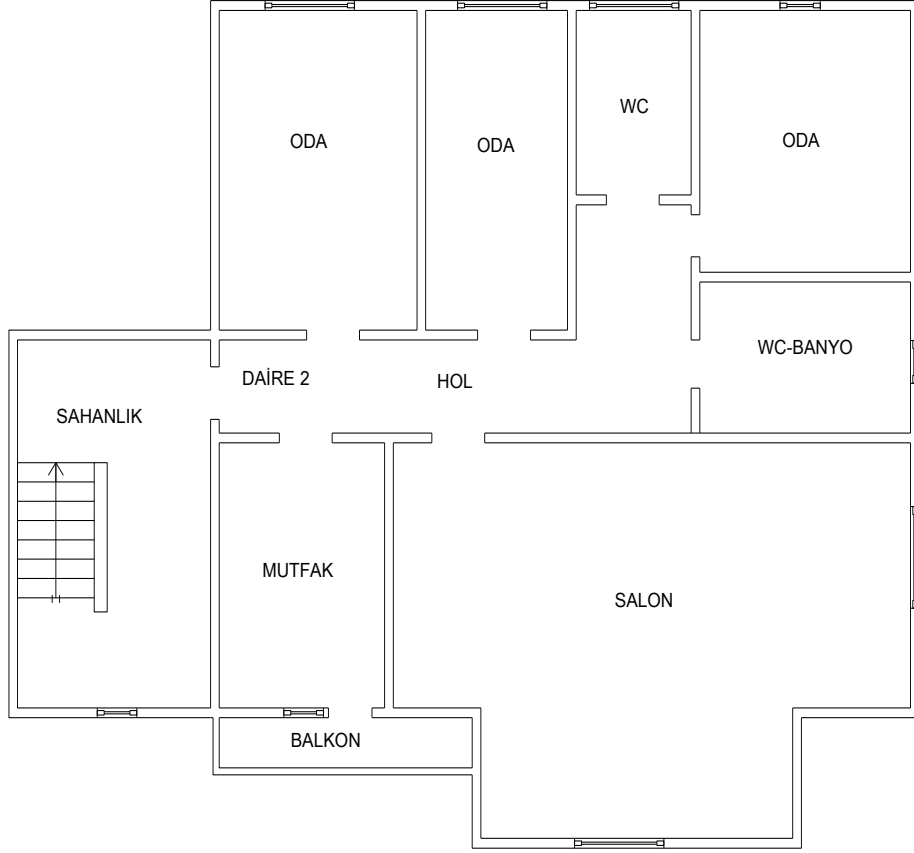 WC
ODA
ODA
ODA
WC-BANYO
DAİRE 2
HOL
SAHANLIK
MUTFAK
SALON
BALKON